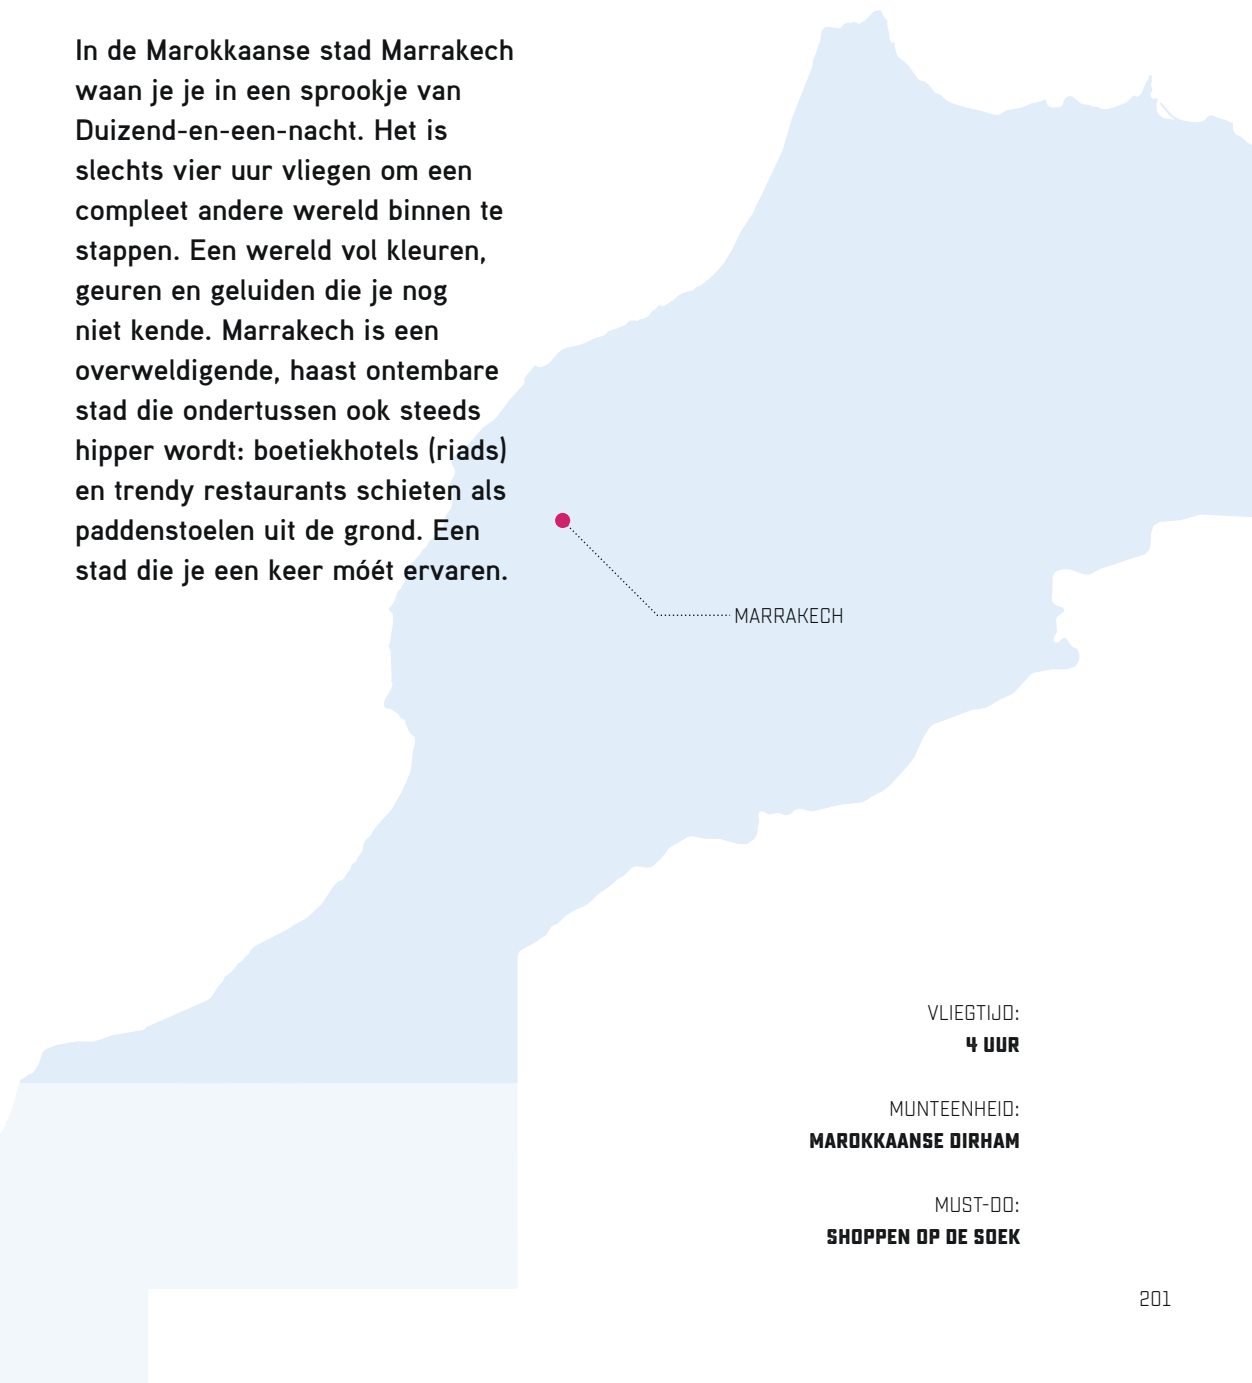 In de Marokkaanse stad Marrakech
waan je je in een sprookje van
Duizend-en-een-nacht. Het is
slechts vier uur vliegen om een
compleet andere wereld binnen te
stappen. Een wereld vol kleuren,
geuren en geluiden die je nog
niet kende. Marrakech is een
overweldigende, haast ontembare
stad die ondertussen ook steeds
hipper wordt: boetiekhotels (riads)
en trendy restaurants schieten als
paddenstoelen uit de grond. Een
stad die je een keer móét ervaren.
MARRAKECH
VLIEGTIJD:
4 UUR
MUNTEENHEID:
MAROKKAANSE DIRHAM
MUST-DO:
SHOPPEN OP DE SOEK
201